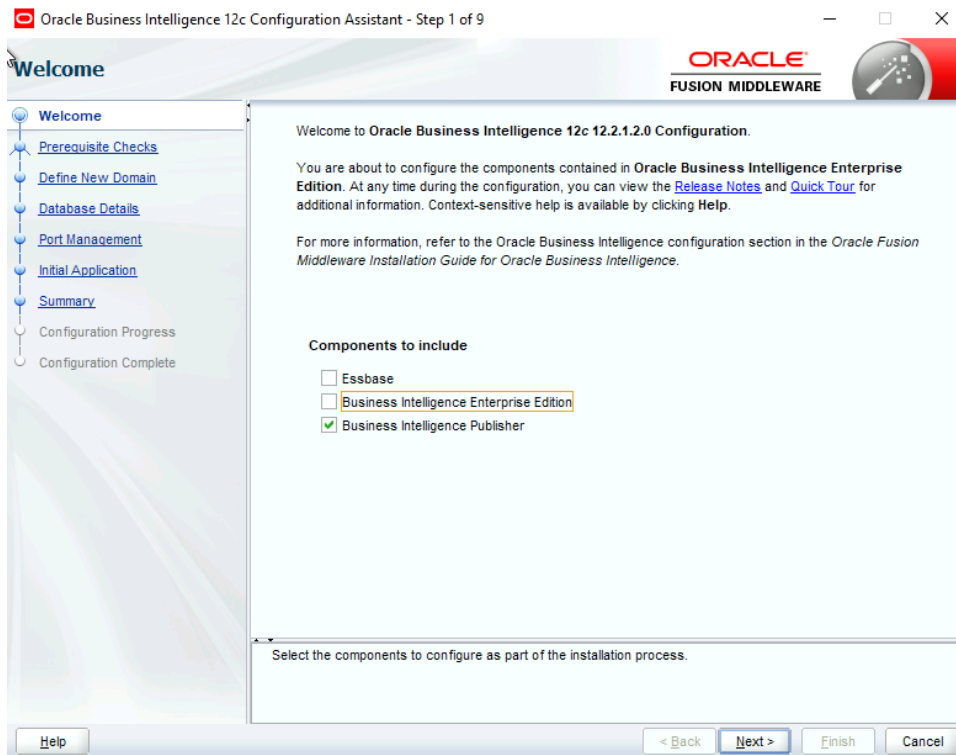 Oracle Business Intelligence 12c Configuration Assistant - Step 1 of 9
Welcome
ORACLE
FUSION MIDDLEWARE
Welcome
Prerequisite Checks
Define New Domain
Database Details
Port Management
Initial Application
Summary
Configuration Progress
Configuration Complete
Welcome to Oracle Business Intelligence 12c 12.2.1.2.0 Configuration.
You are about to configure the components contained in Oracle Business Intelligence Enterprise
Edition. At any time during the configuration, you can view the Release Notes and Quick Tour for
additional information. Context-sensitive help is available by clicking Help.
For more information, refer to the Oracle Business Intelligence configuration section in the Oracle Fusion
Middleware Installation Guide for Oracle Business Intelligence.
Components to include
Essbase
Business Intelligence Enterprise Edition
Business Intelligence Publisher
Select the components to configure as part of the installation process.
Help
< Back
Next >
Finish
Cancel